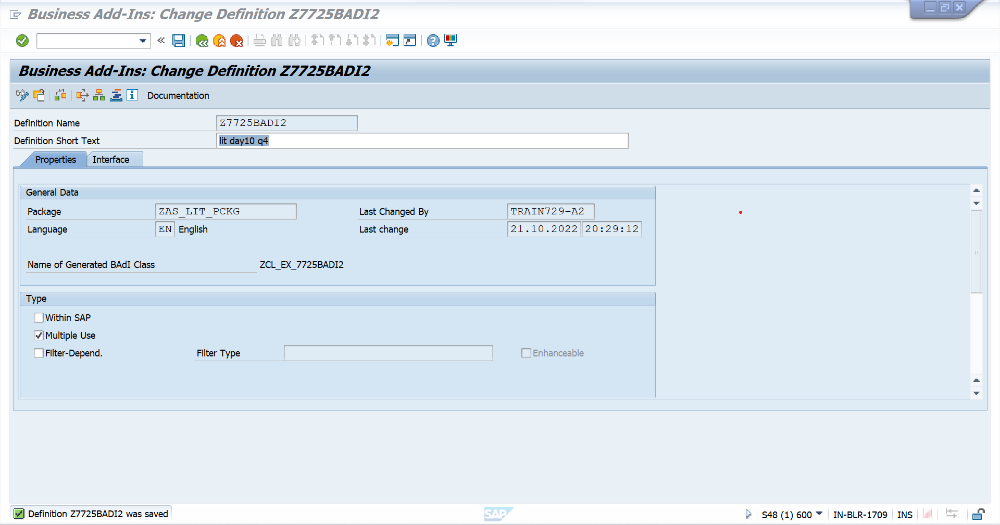 Business Add-Ins: Change Definition Z7725BADI2
Business Add-Ins: Change Definition Z7725BADI2
Documentation
Definition Name Z7725BADI2
Definition Short Text lit day10 q4
Properties Interface
General Data
Package ZAS_LIT_PCKG Last Changed By TRAIN729-A2
Language EN English Last change 21.10.2022 20:29:12
Name of Generated BAdI Class ZCL_EX_7725BADI2
Type
Within SAP
Multiple Use
Filter-Depend. Filter Type Enhanceable
Definition Z7725BADI2 was saved SAP S48 (1) 600 IN-BLR-1709 INS